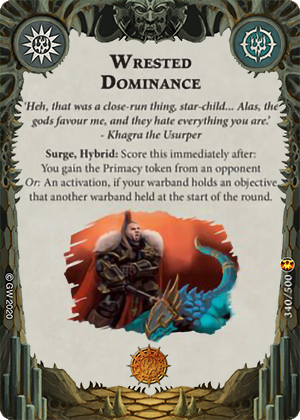 WRESTED
DOMINANCE
'Heh, that was a close-run thing, star-child... Alas, the
gods favour me, and they hate everything you are.'
- Khagra the Usurper
Surge, Hybrid: Score this immediately after:
You gain the Primacy token from an opponent
Or: An activation, if your warband holds an objective
that another warband held at the start of the round.
© GW 2020
340/500